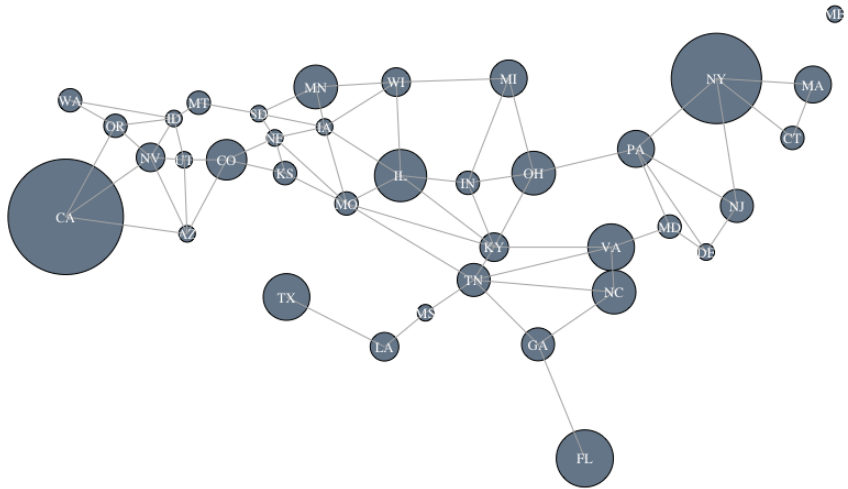 ME
NY
MA
MN
WI
MI
WA
MT
SD
OR
ID
IA
NE
CT
NV
UT
CO
KS
IL
IN
OH
PA
MO
NJ
CA
AZ
MD
KY
VA
DE
TN
NC
TX
MS
LA
GA
FL